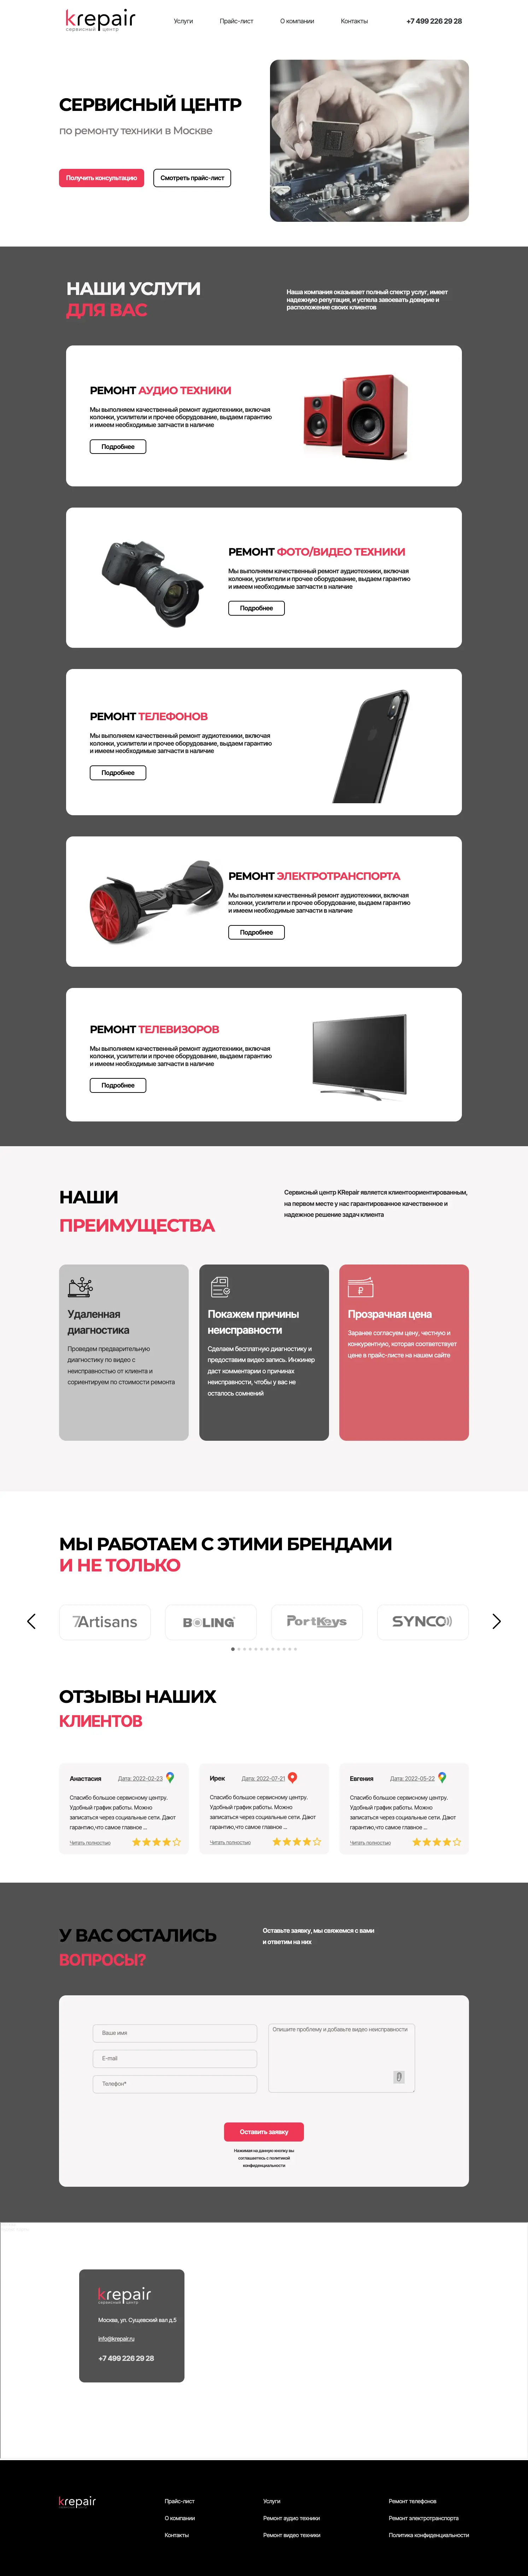 krepair
сервисный центр
Услуги
Прайс-лист
О компании
Контакты
+7 499 226 29 28
СЕРВИСНЫЙ ЦЕНТР
по ремонту техники в Москве
Получить консультацию
Смотреть прайс-лист
НАШИ УСЛУГИ
ДЛЯ ВАС
Наша компания оказывает полный спектр услуг, имеет
надежную репутация, и успела завоевать доверие и
расположение своих клиентов
РЕМОНТ АУДИО ТЕХНИКИ
Мы выполняем качественный ремонт аудиотехники, включая
колонки, усилители и прочее оборудование, выдаем гарантию
и имеем необходимые запчасти в наличие
Подробнее
РЕМОНТ ФОТО/ВИДЕО ТЕХНИКИ
Мы выполняем качественный ремонт аудиотехники, включая
колонки, усилители и прочее оборудование, выдаем гарантию
и имеем необходимые запчасти в наличие
Подробнее
РЕМОНТ ТЕЛЕФОНОВ
Мы выполняем качественный ремонт аудиотехники, включая
колонки, усилители и прочее оборудование, выдаем гарантию
и имеем необходимые запчасти в наличие
Подробнее
РЕМОНТ ЭЛЕКТРОТРАНСПОРТА
Мы выполняем качественный ремонт аудиотехники, включая
колонки, усилители и прочее оборудование, выдаем гарантию
и имеем необходимые запчасти в наличие
Подробнее
РЕМОНТ ТЕЛЕВИЗОРОВ
Мы выполняем качественный ремонт аудиотехники, включая
колонки, усилители и прочее оборудование, выдаем гарантию
и имеем необходимые запчасти в наличие
Подробнее
НАШИ
ПРЕИМУЩЕСТВА
Сервисный центр KRepair является клиентоориентированным,
на первом месте у нас гарантированное качественное и
надежное решение задач клиента
Удаленная
диагностика
Проведем предварительную
диагностику по видео с
неисправностью от клиента и
сориентируем по стоимости ремонта
Покажем причины
неисправности
Сделаем бесплатную диагностику и
предоставим видео запись. Инженер
даст комментарии о причинах
неисправности, чтобы у вас не
осталось сомнений
Прозрачная цена
Заранее согласуем цену, честную и
конкурентную, которая соответствует
цене в прайс-листе на нашем сайте
МЫ РАБОТАЕМ С ЭТИМИ БРЕНДАМИ
И НЕ ТОЛЬКО
7Artisans
BOLING
PortKeys
SYNCO
ОТЗЫВЫ НАШИХ
КЛИЕНТОВ
Анастасия
Дата: 2022-02-23
Спасибо большое сервисному центру.
Удобный график работы. Можно
записаться через социальные сети. Дают
гарантию,что самое главное ...
Читать полностью
Ирек
Дата: 2022-07-21
Спасибо большое сервисному центру.
Удобный график работы. Можно
записаться через социальные сети. Дают
гарантию,что самое главное ...
Читать полностью
Евгения
Дата: 2022-05-22
Спасибо большое сервисному центру.
Удобный график работы. Можно
записаться через социальные сети. Дают
гарантию,что самое главное ...
Читать полностью
У ВАС ОСТАЛИСЬ
ВОПРОСЫ?
Оставьте заявку, мы свяжемся с вами
и ответим на них
Ваше имя
E-mail
Телефон*
Опишите проблему и добавьте видео неисправности
Оставить заявку
Нажимая на данную кнопку вы
соглашаетесь с политикой
конфиденциальности
krepair
сервисный центр
Москва, ул. Сущевский вал д.5
info@krepair.ru
+7 499 226 29 28
krepair
Прайс-лист
О компании
Контакты
Услуги
Ремонт аудио техники
Ремонт видео техники
Ремонт телефонов
Ремонт электротранспорта
Политика конфиденциальности